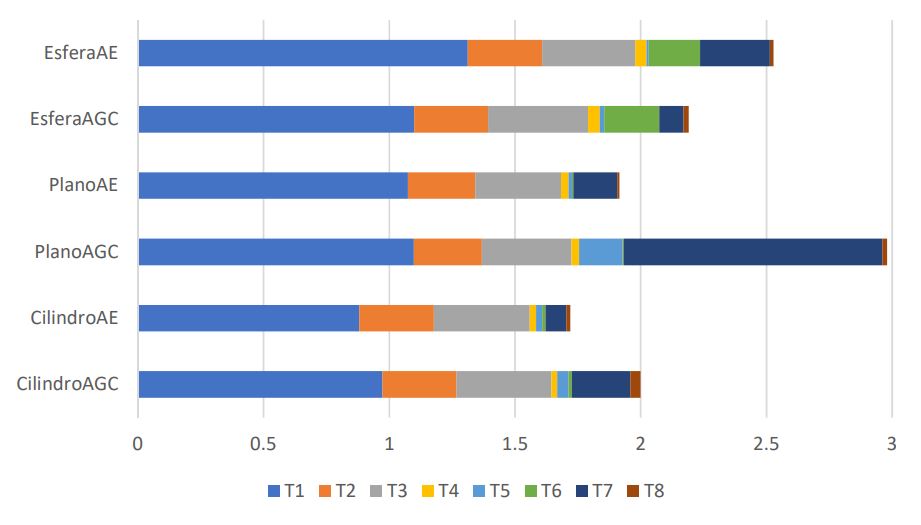 EsferaAE
EsferaAGC
PlanoAE
PlanoAGC
CilindroAE
CilindroAGC
0 0.5 1 1.5 2 2.5 3
T1 T2 T3 T4 T5 T6 T7 T8